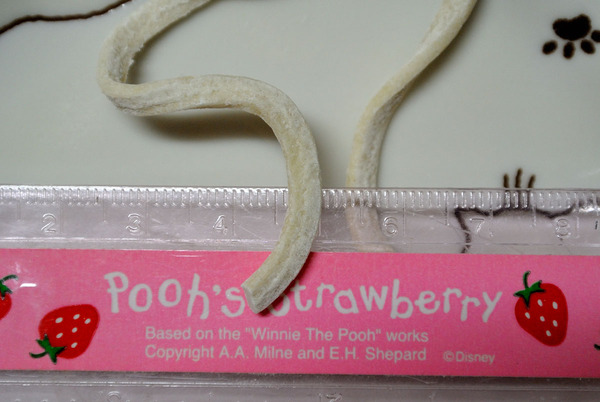 2 3 4 6 7 8
Pooh's Strawberry
Based on the "Winnie The Pooh" works
Copyright A.A. Milne and E.H. Shepard ©Disney